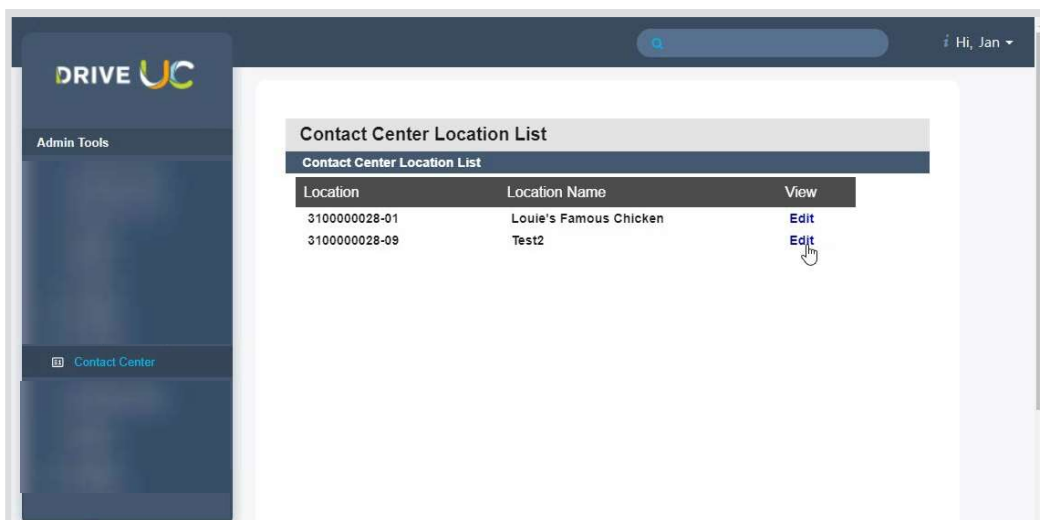 Hi, Jan
DRIVE UC
Admin Tools
Contact Center Location List
Contact Center Location List
Location Location Name View
3100000028-01 Louie's Famous Chicken Edit
3100000028-09 Test2 Edit
Contact Center